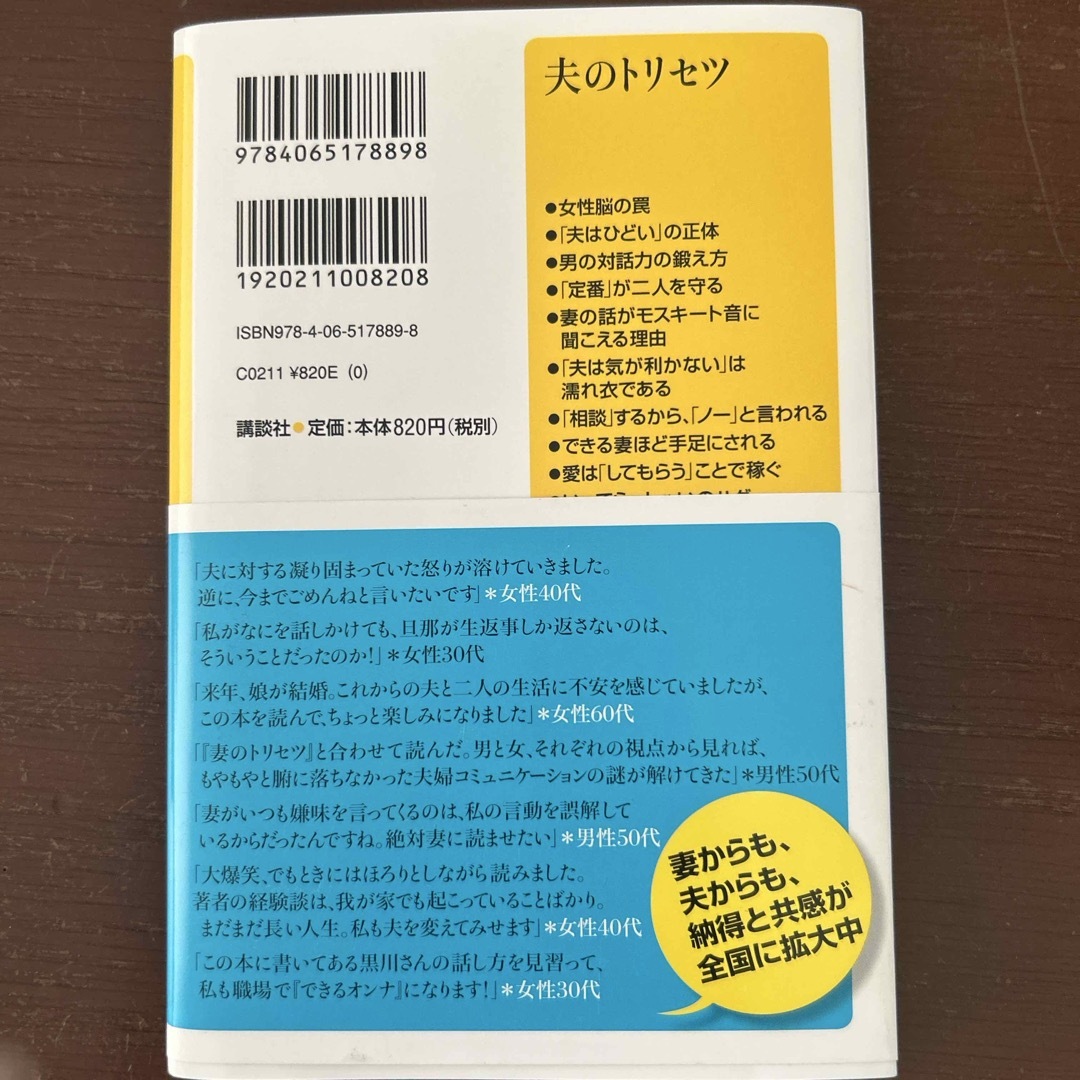 9784065178898
1920211008208
ISBN978-4-06-517889-8
C0211 ¥820E (0)
講談社●定価:本体820円(税別)
夫のトリセツ
●女性脳の罠
●「夫はひどい」の正体
●男の対話力の鍛え方
●「定番」が二人を守る
●妻の話がモスキート音に
聞こえる理由
●「夫は気が利かない」は
濡れ衣である
●「相談」するから、「ノー」と言われる
●できる妻ほど手足にされる
●愛は「してもらう」ことで稼ぐ
「夫に対する凝り固まっていた怒りが溶けていきました。
逆に、今までごめんねと言いたいです」＊女性40代
「私がなにを話しかけても、旦那が生返事しか返さないのは、
そういうことだったのか!」＊女性30代
「来年、娘が結婚。これからの夫と二人の生活に不安を感じていましたが、
この本を読んで、ちょっと楽しみになりました」＊女性60代
「『妻のトリセツ』と合わせて読んだ。男と女、それぞれの視点から見れば、
もやもやと腑に落ちなかった夫婦コミュニケーションの謎が解けてきた」＊男性50代
「妻がいつも嫌味を言ってくるのは、私の言動を誤解して
いるからだったんですね。絶対妻に読ませたい」＊男性50代
「大爆笑、でもときにはほろりとしながら読みました。
著者の経験談は、我が家でも起こっていることばかり。
まだまだ長い人生。私も夫を変えてみせます」＊女性40代
「この本に書いてある黒川さんの話し方を見習って、
私も職場で『できるオンナ』になります!」＊女性30代
妻からも、
夫からも、
納得と共感が
全国に拡大中